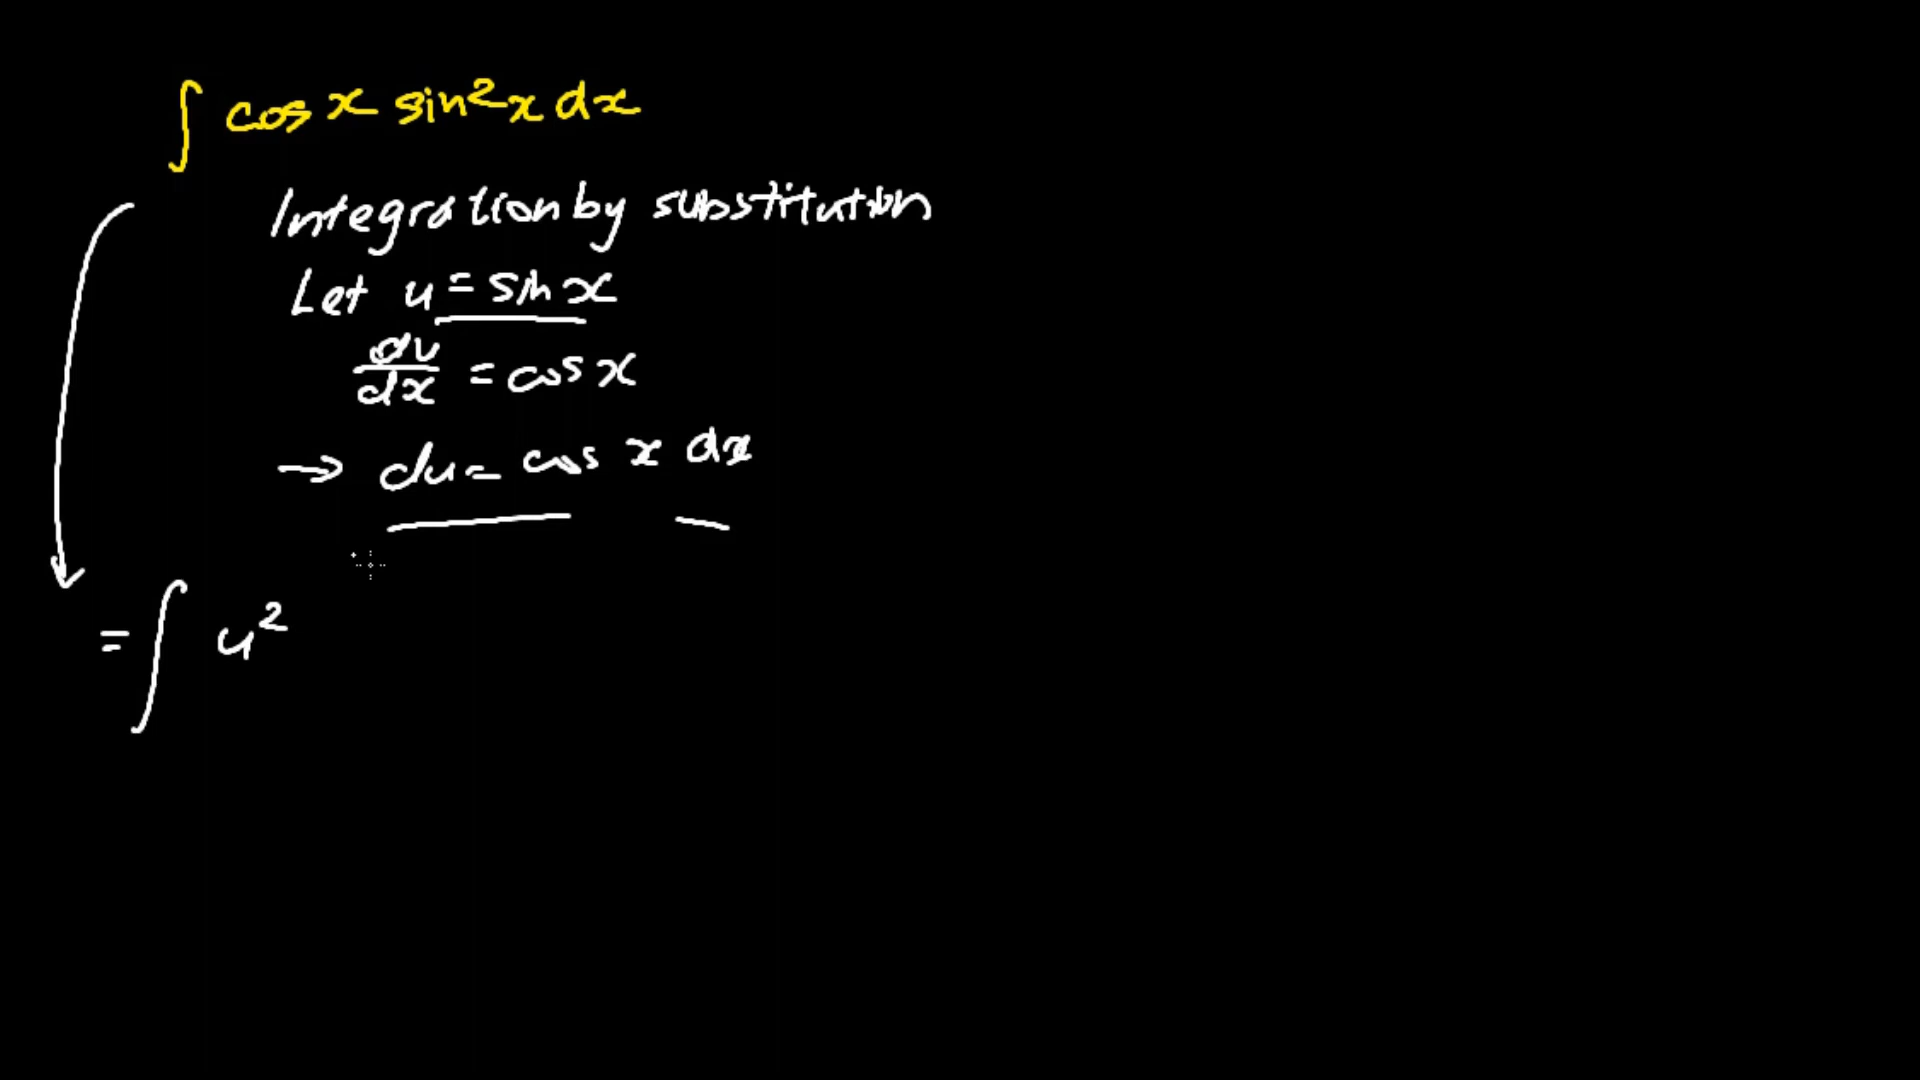 ∫ cos x sin²x dx
Integration by substitution
Let u = sin x
du/dx = cos x
→ du = cos x dx
= ∫ u²